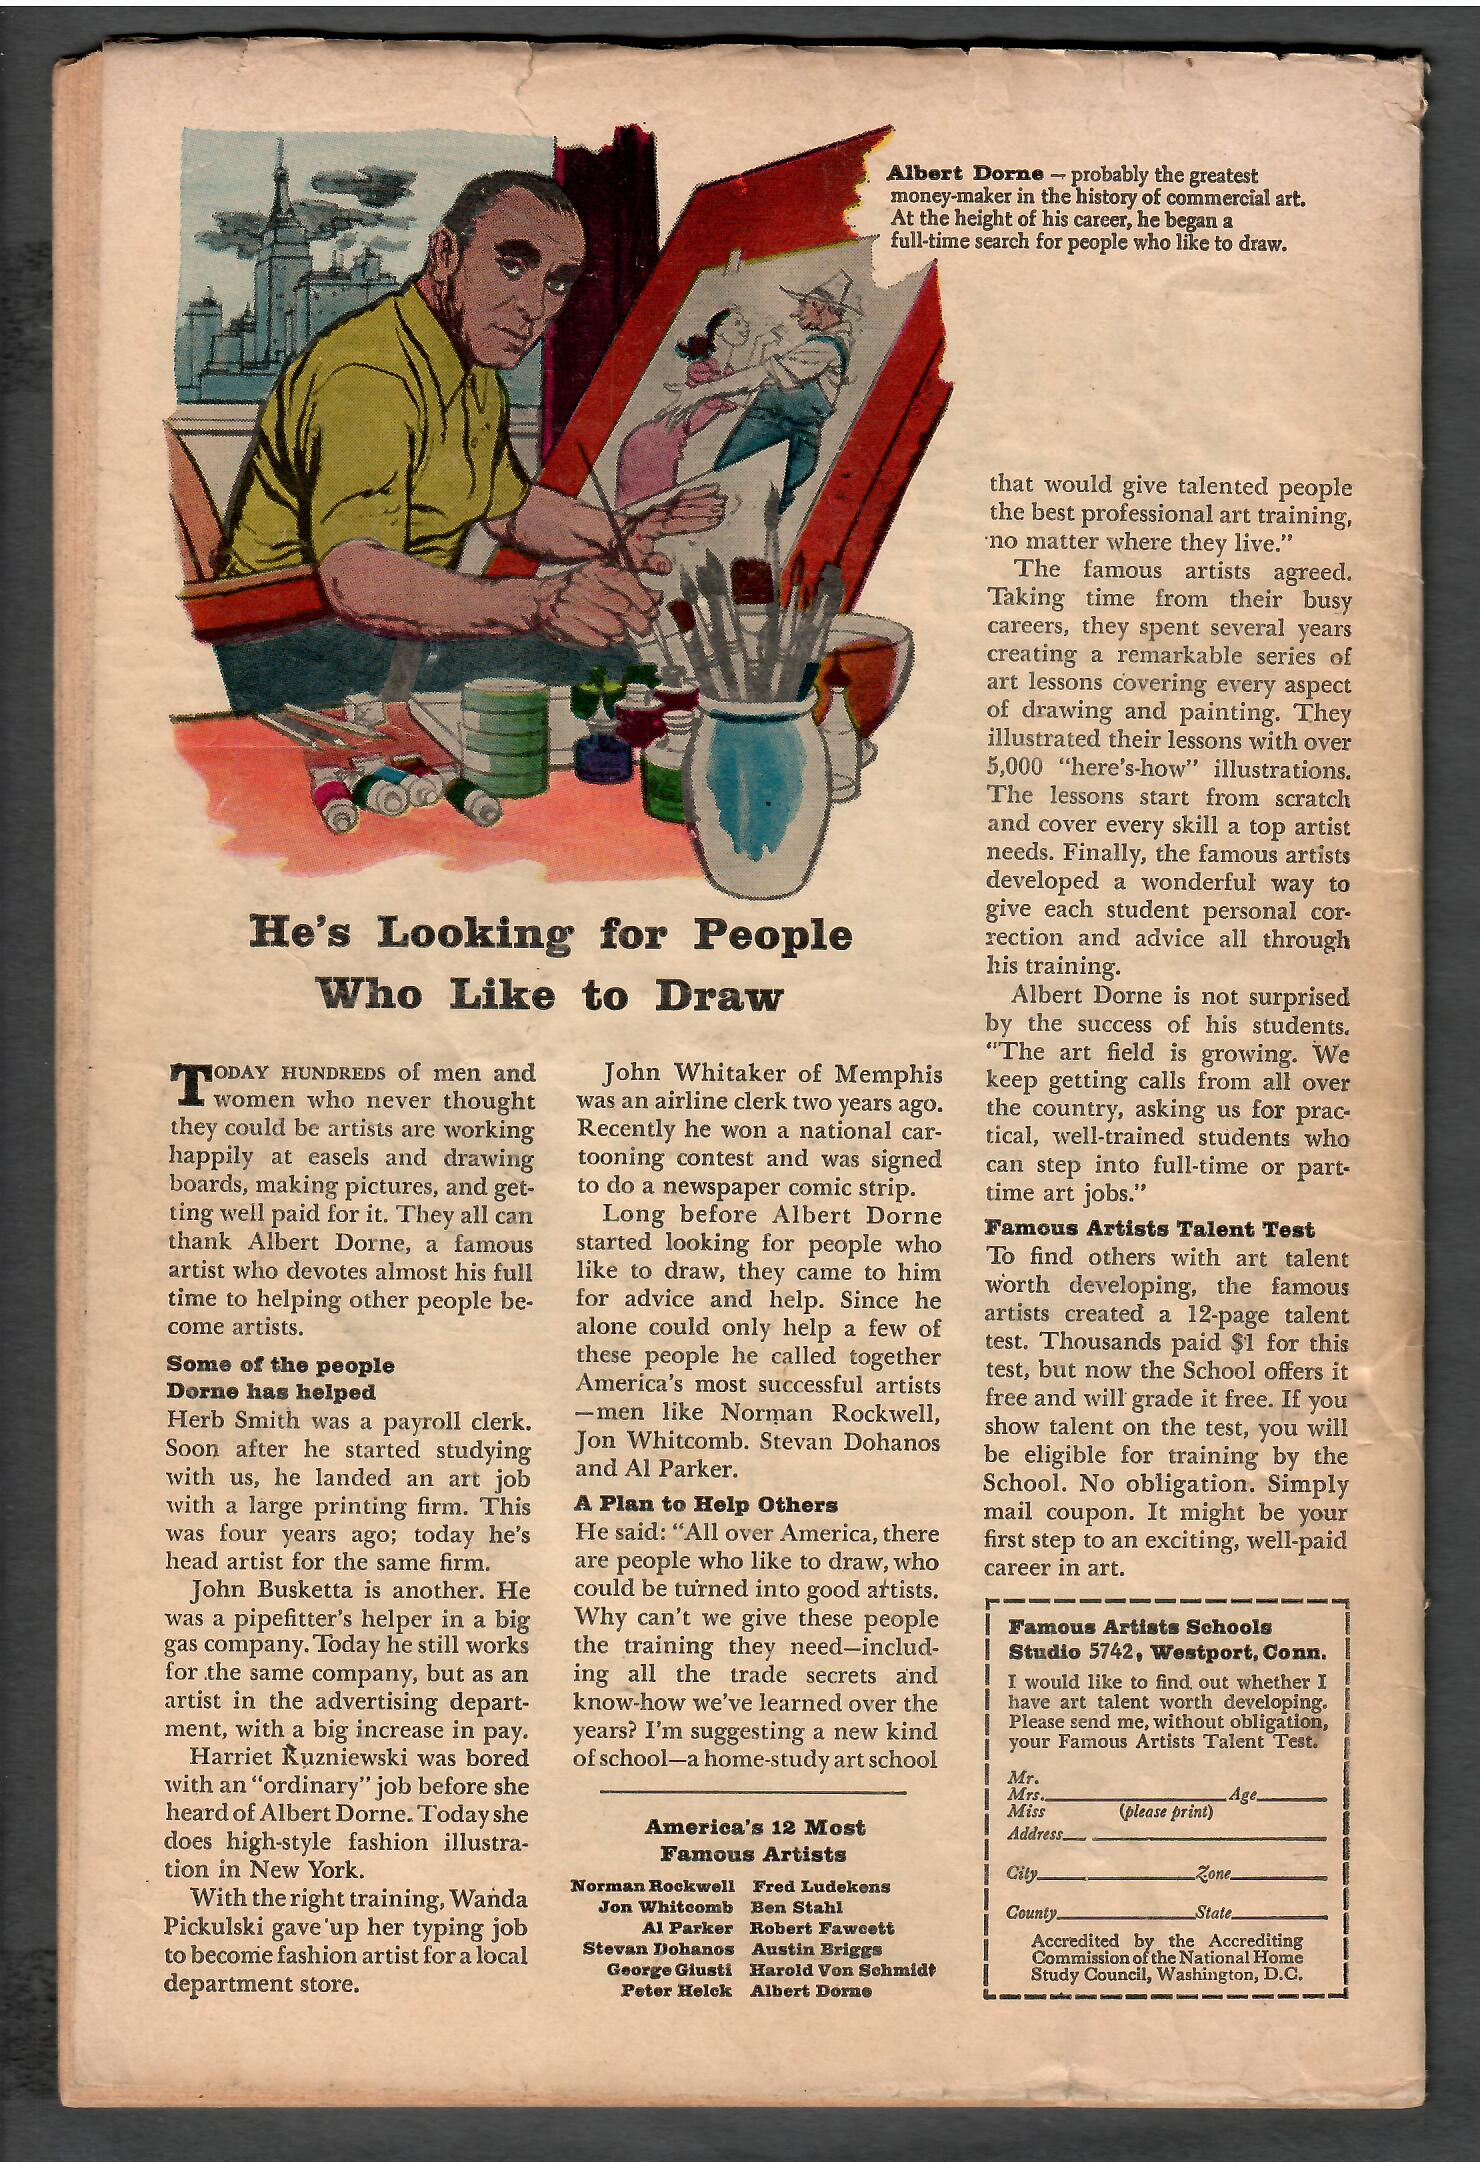 Albert Dorne – probably the greatest
money-maker in the history of commercial art.
At the height of his career, he began a
full-time search for people who like to draw.
He's Looking for People
Who Like to Draw
TODAY HUNDREDS of men and
women who never thought
they could be artists are working
happily at easels and drawing
boards, making pictures, and get-
ting well paid for it. They all can
thank Albert Dorne, a famous
artist who devotes almost his full
time to helping other people be-
come artists.
Some of the people
Dorne has helped
Herb Smith was a payroll clerk.
Soon after he started studying
with us, he landed an art job
with a large printing firm. This
was four years ago; today he's
head artist for the same firm.
John Busketta is another. He
was a pipefitter's helper in a big
gas company. Today he still works
for the same company, but as an
artist in the advertising depart-
ment, with a big increase in pay.
Harriet Kuzniewski was bored
with an "ordinary" job before she
heard of Albert Dorne. Today she
does high-style fashion illustra-
tion in New York.
With the right training, Wanda
Pickulski gave up her typing job
to become fashion artist for a local
department store.
John Whitaker of Memphis
was an airline clerk two years ago.
Recently he won a national car-
tooning contest and was signed
to do a newspaper comic strip.
Long before Albert Dorne
started looking for people who
like to draw, they came to him
for advice and help. Since he
alone could only help a few of
these people he called together
America's most successful artists
—men like Norman Rockwell,
Jon Whitcomb. Stevan Dohanos
and Al Parker.
A Plan to Help Others
He said: "All over America, there
are people who like to draw, who
could be turned into good artists.
Why can't we give these people
the training they need—includ-
ing all the trade secrets and
know-how we've learned over the
years? I'm suggesting a new kind
of school—a home-study art school
America's 12 Most
Famous Artists
Norman Rockwell Fred Ludekens
Jon Whitcomb Ben Stahl
Al Parker Robert Fawcett
Stevan Dohanos Austin Briggs
George Giusti Harold Von Schmidt
Peter Helck Albert Dorne
that would give talented people
the best professional art training,
no matter where they live."
The famous artists agreed.
Taking time from their busy
careers, they spent several years
creating a remarkable series of
art lessons covering every aspect
of drawing and painting. They
illustrated their lessons with over
5,000 "here's-how" illustrations.
The lessons start from scratch
and cover every skill a top artist
needs. Finally, the famous artists
developed a wonderful way to
give each student personal cor-
rection and advice all through
his training.
Albert Dorne is not surprised
by the success of his students.
"The art field is growing. We
keep getting calls from all over
the country, asking us for prac-
tical, well-trained students who
can step into full-time or part-
time art jobs."
Famous Artists Talent Test
To find others with art talent
worth developing, the famous
artists created a 12-page talent
test. Thousands paid $1 for this
test, but now the School offers it
free and will grade it free. If you
show talent on the test, you will
be eligible for training by the
School. No obligation. Simply
mail coupon. It might be your
first step to an exciting, well-paid
career in art.
Famous Artists Schools
Studio 5742, Westport, Conn.
I would like to find out whether I
have art talent worth developing.
Please send me, without obligation,
your Famous Artists Talent Test.
Mr.
Mrs. Age
Miss (please print)
Address
City Zone
County State
Accredited by the Accrediting
Commission of the National Home
Study Council, Washington, D.C.